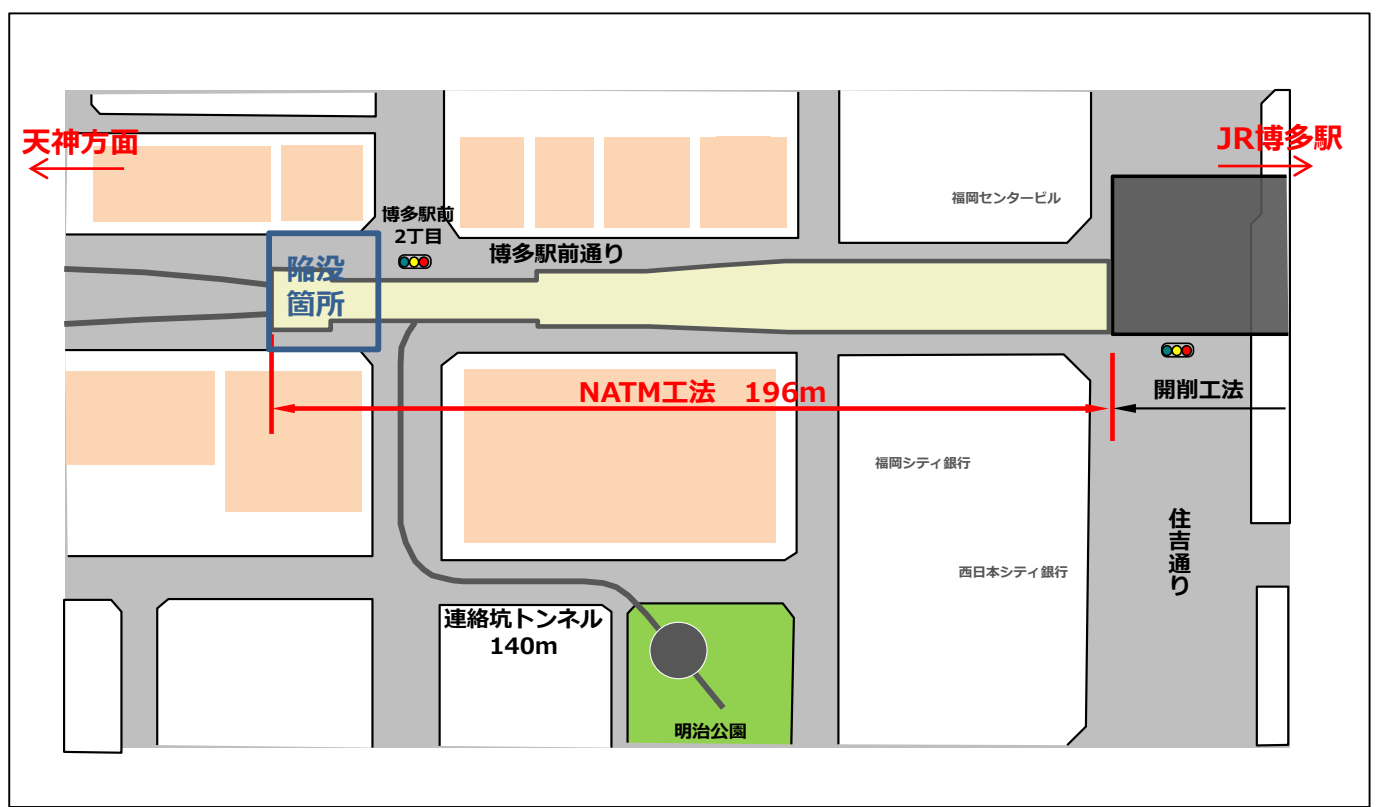 天神方面
JR博多駅
福岡センタービル
博多駅前
2丁目
博多駅前通り
陥没
箇所
NATM工法 196m
開削工法
福岡シティ銀行
住吉通り
西日本シティ銀行
連絡坑トンネル
140m
明治公園